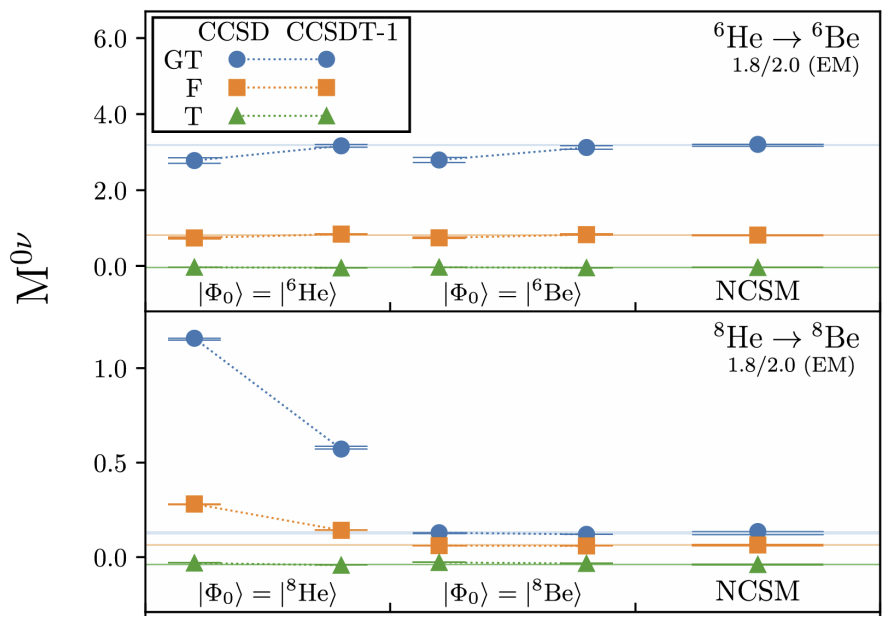 CCSD CCSDT-1
GT
F
T
⁶He → ⁶Be
1.8/2.0 (EM)
6.0
4.0
2.0
0.0
|Φ₀⟩ = |⁶He⟩ |Φ₀⟩ = |⁶Be⟩ NCSM
M⁰ᵛ
⁸He → ⁸Be
1.8/2.0 (EM)
1.0
0.5
0.0
|Φ₀⟩ = |⁸He⟩ |Φ₀⟩ = |⁸Be⟩ NCSM